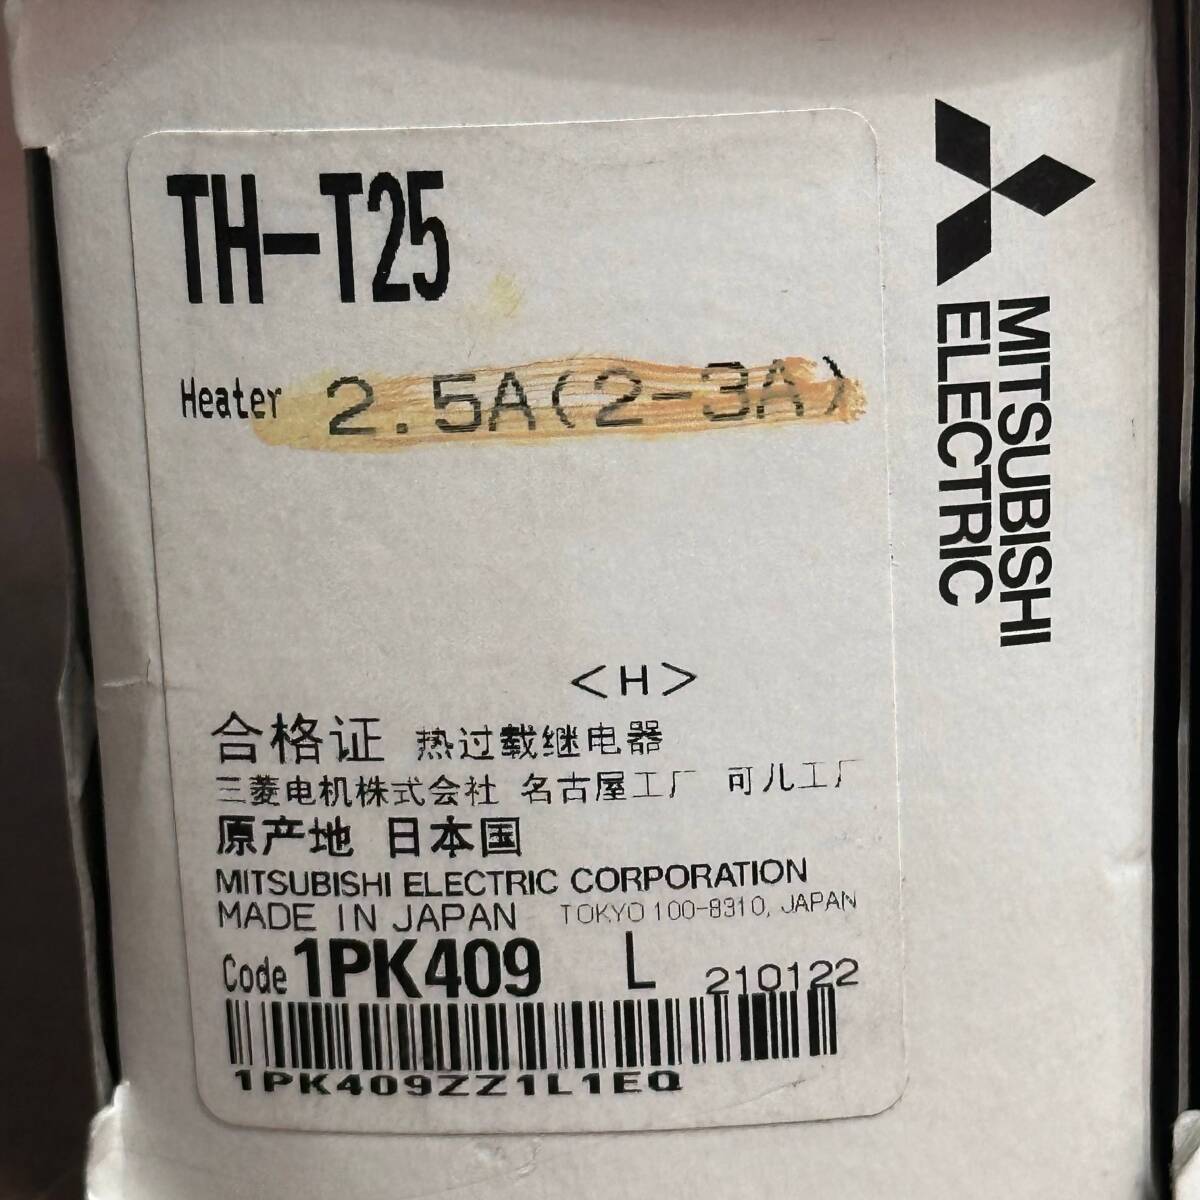 TH-T25
Heater 2.5A(2-3A)
<H>
合格证 热过载继电器
三菱电机株式会社 名古屋工厂 可儿工厂
原产地 日本国
MITSUBISHI ELECTRIC CORPORATION
MADE IN JAPAN TOKYO 100-8310, JAPAN
Code 1PK409 L 210122
1PK409ZZ1L1EQ
MITSUBISHI
ELECTRIC